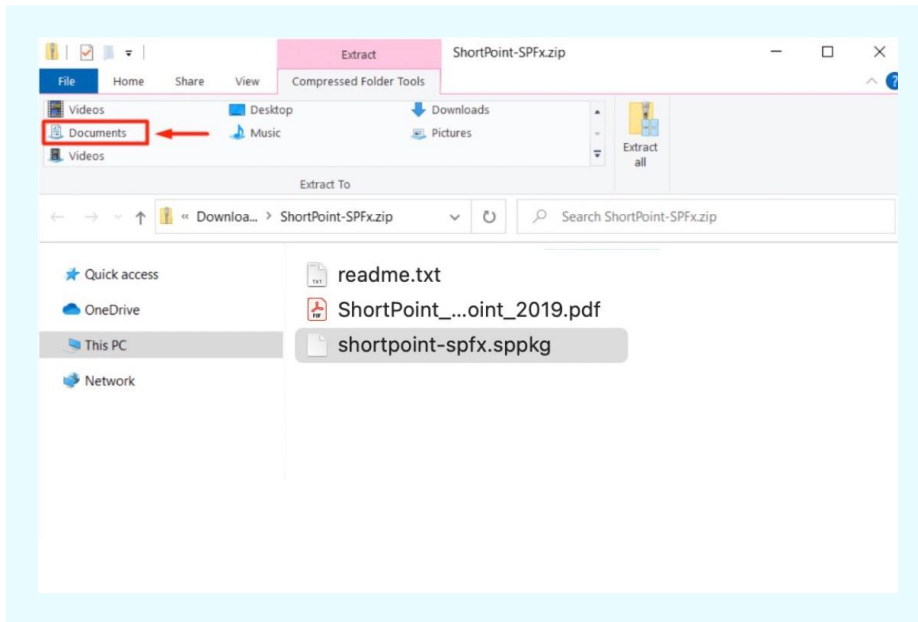 Extract
ShortPoint-SPFx.zip
File Home Share View Compressed Folder Tools
?
Videos Desktop Downloads
Documents Music Pictures
Videos
Extract all
Extract To
« Downloa... > ShortPoint-SPFx.zip
Search ShortPoint-SPFx.zip
Quick access
OneDrive
This PC
Network
TXT readme.txt
PDF ShortPoint_...oint_2019.pdf
shortpoint-spfx.sppkg